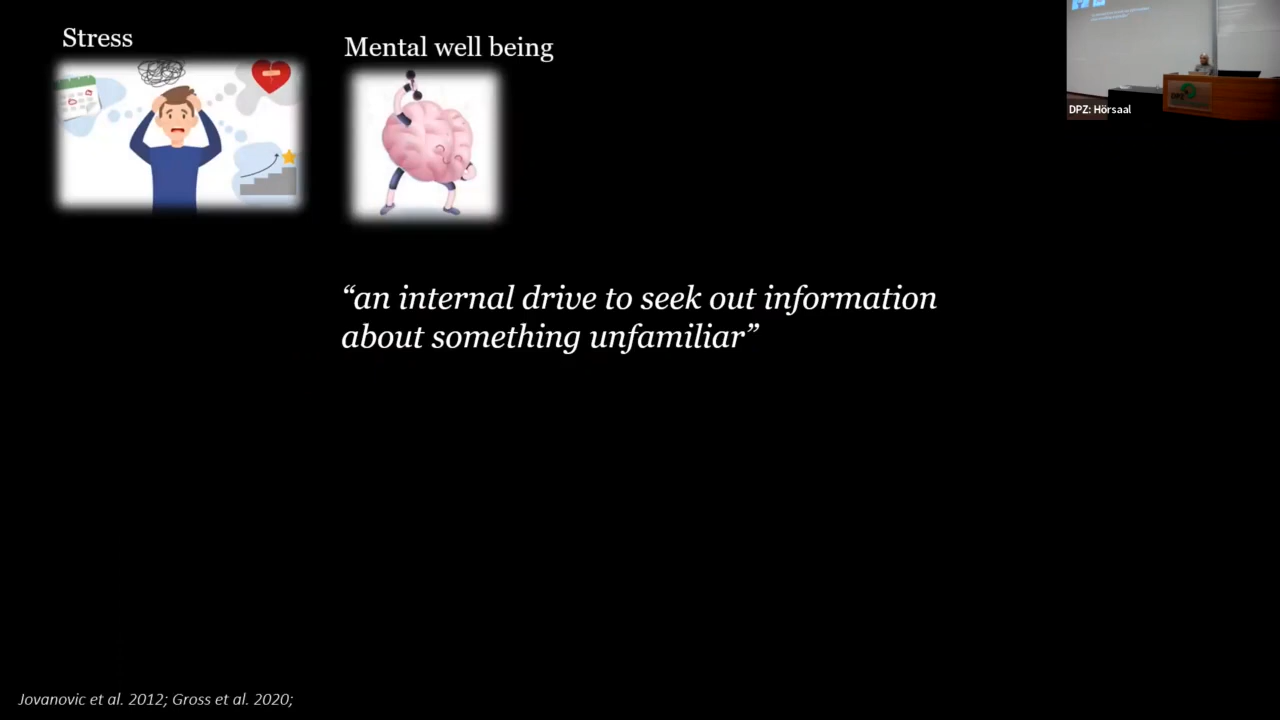 Stress
Mental well being
DPZ: Hörsaal
“an internal drive to seek out information
about something unfamiliar”
Jovanovic et al. 2012; Gross et al. 2020;